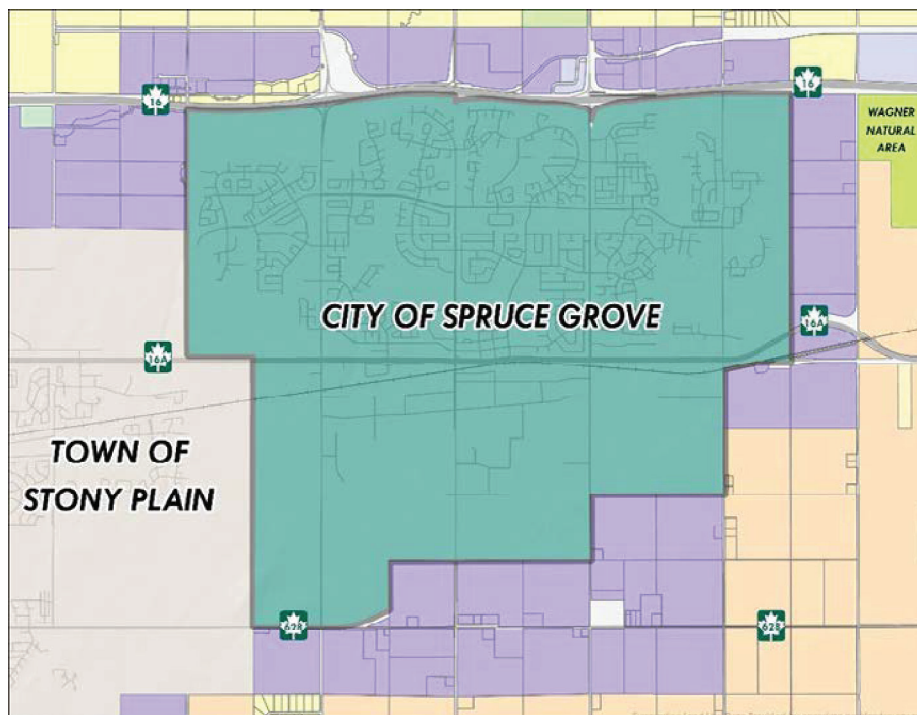 16
16
WAGNER
NATURAL
AREA
CITY OF SPRUCE GROVE
16A
16A
TOWN OF
STONY PLAIN
628
628